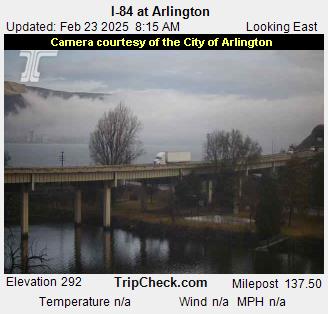 I-84 at Arlington
Updated: Feb 23 2025 8:15 AM Looking East
Camera courtesy of the City of Arlington
Elevation 292 TripCheck.com Milepost 137.50
Temperature n/a Wind n/a MPH n/a